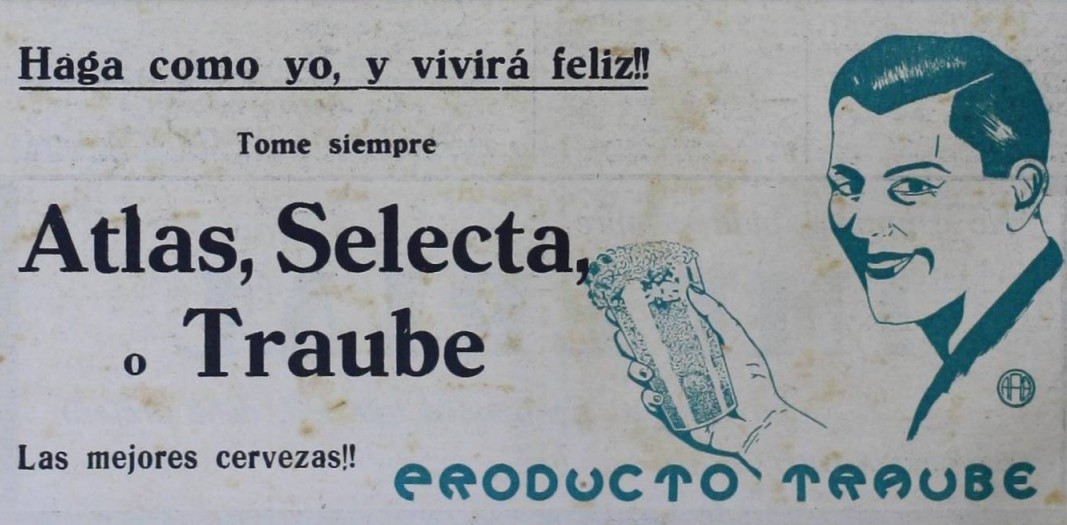 Haga como yo, y vivirá feliz!!
Tome siempre
Atlas, Selecta,
o Traube
Las mejores cervezas!!
PRODUCTO TRAUBE